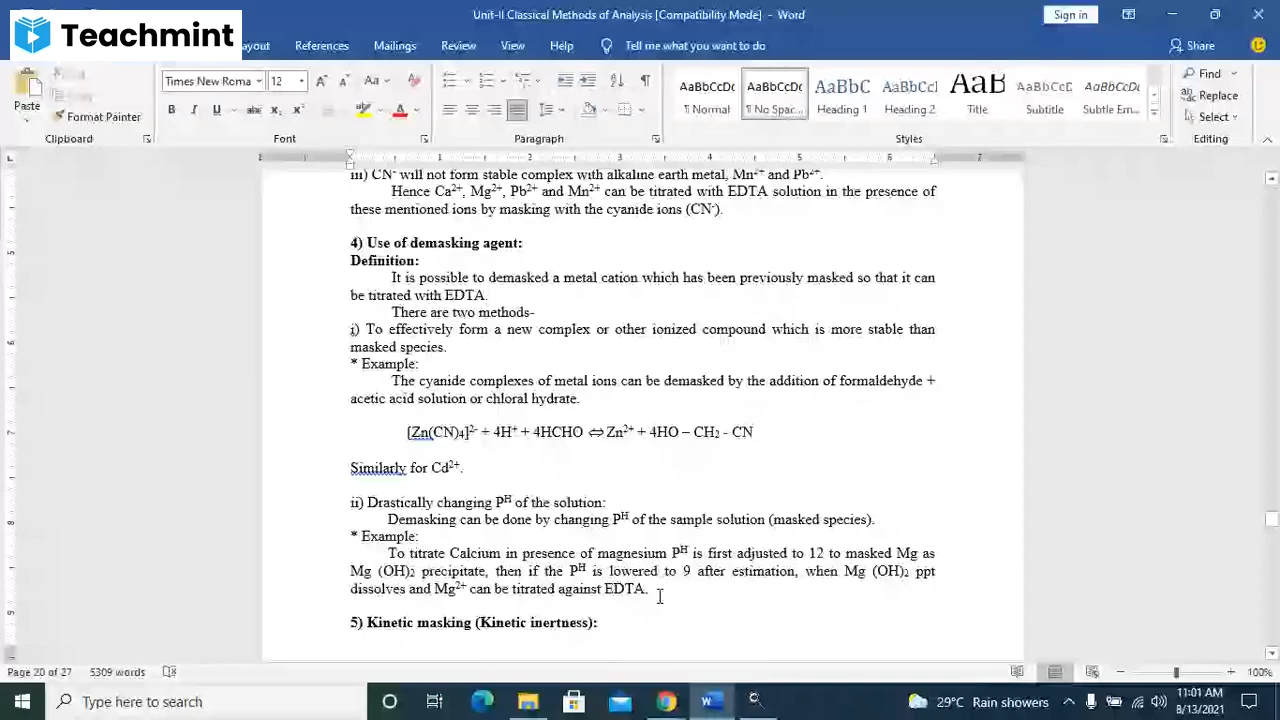 Teachmint
Unit-II Classical Methods of Analysis [Compatibility Mode] - Word
Sign in
ayout References Mailings Review View Help Tell me what you want to do Share
Times New Roma 12 Aa
Paste
Format Painter
AaBbCcDc AaBbCcDc AaBbC AaBbCcI AaB AaBbCcD AaBbCcDc
¶ Normal ¶ No Spac... Heading 1 Heading 2 Title Subtitle Subtle Em...
Find
Replace
Select
Clipboard Font Paragraph Styles Editing
iii) CN⁻ will not form stable complex with alkaline earth metal, Mn²⁺ and Pb²⁺.
Hence Ca²⁺, Mg²⁺, Pb²⁺ and Mn²⁺ can be titrated with EDTA solution in the presence of
these mentioned ions by masking with the cyanide ions (CN⁻).
4) Use of demasking agent:
Definition:
It is possible to demasked a metal cation which has been previously masked so that it can
be titrated with EDTA.
There are two methods-
i) To effectively form a new complex or other ionized compound which is more stable than
masked species.
* Example:
The cyanide complexes of metal ions can be demasked by the addition of formaldehyde +
acetic acid solution or chloral hydrate.
[Zn(CN)₄]²⁻ + 4H⁺ + 4HCHO ⇔ Zn²⁺ + 4HO – CH₂ - CN
Similarly for Cd²⁺.
ii) Drastically changing Pᴴ of the solution:
Demasking can be done by changing Pᴴ of the sample solution (masked species).
* Example:
To titrate Calcium in presence of magnesium Pᴴ is first adjusted to 12 to masked Mg as
Mg (OH)₂ precipitate, then if the Pᴴ is lowered to 9 after estimation, when Mg (OH)₂ ppt
dissolves and Mg²⁺ can be titrated against EDTA.
5) Kinetic masking (Kinetic inertness):
Page 20 of 27 5309 words 100%
Type here to search 29°C Rain showers ENG 11:01 AM
8/13/2021